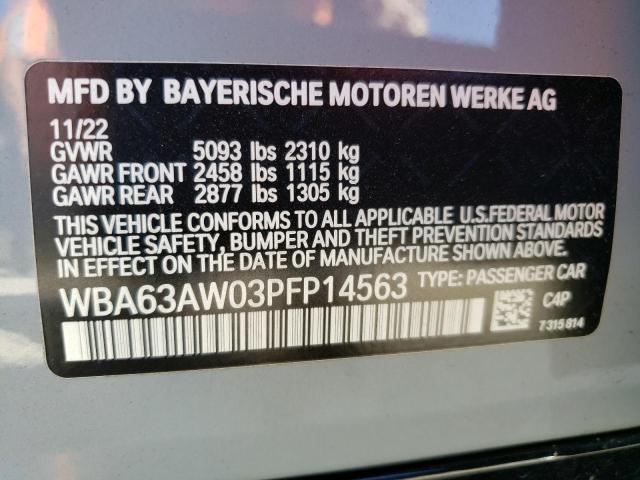 MFD BY BAYERISCHE MOTOREN WERKE AG
11/22
GVWR 5093 lbs 2310 kg
GAWR FRONT 2458 lbs 1115 kg
GAWR REAR 2877 lbs 1305 kg
THIS VEHICLE CONFORMS TO ALL APPLICABLE U.S.FEDERAL MOTOR
VEHICLE SAFETY, BUMPER AND THEFT PREVENTION STANDARDS
IN EFFECT ON THE DATE OF MANUFACTURE SHOWN ABOVE.
WBA63AW03PFP14563 TYPE: PASSENGER CAR
C4P
7315814